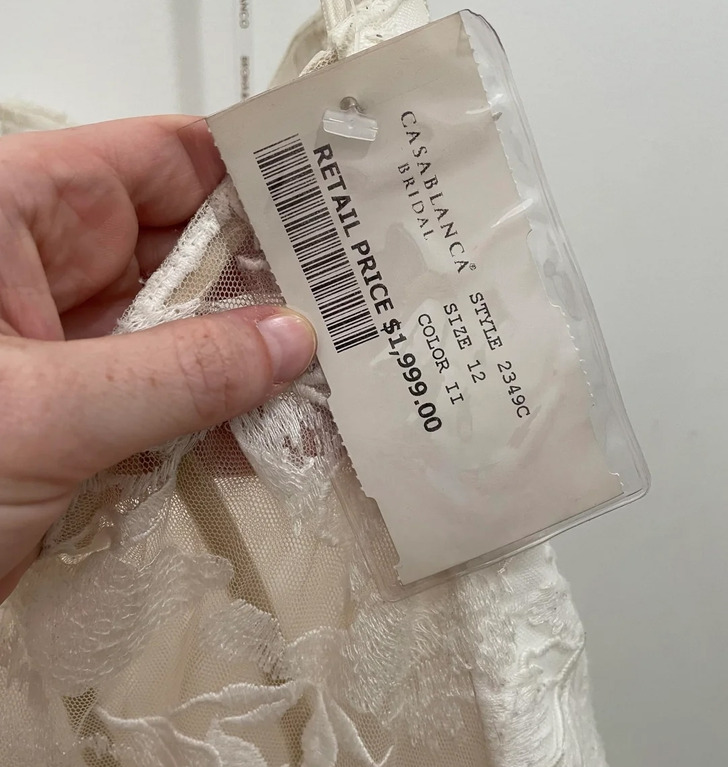 CASABLANCA®
BRIDAL
STYLE 2349C
SIZE 12
COLOR II
RETAIL PRICE $1,999.00